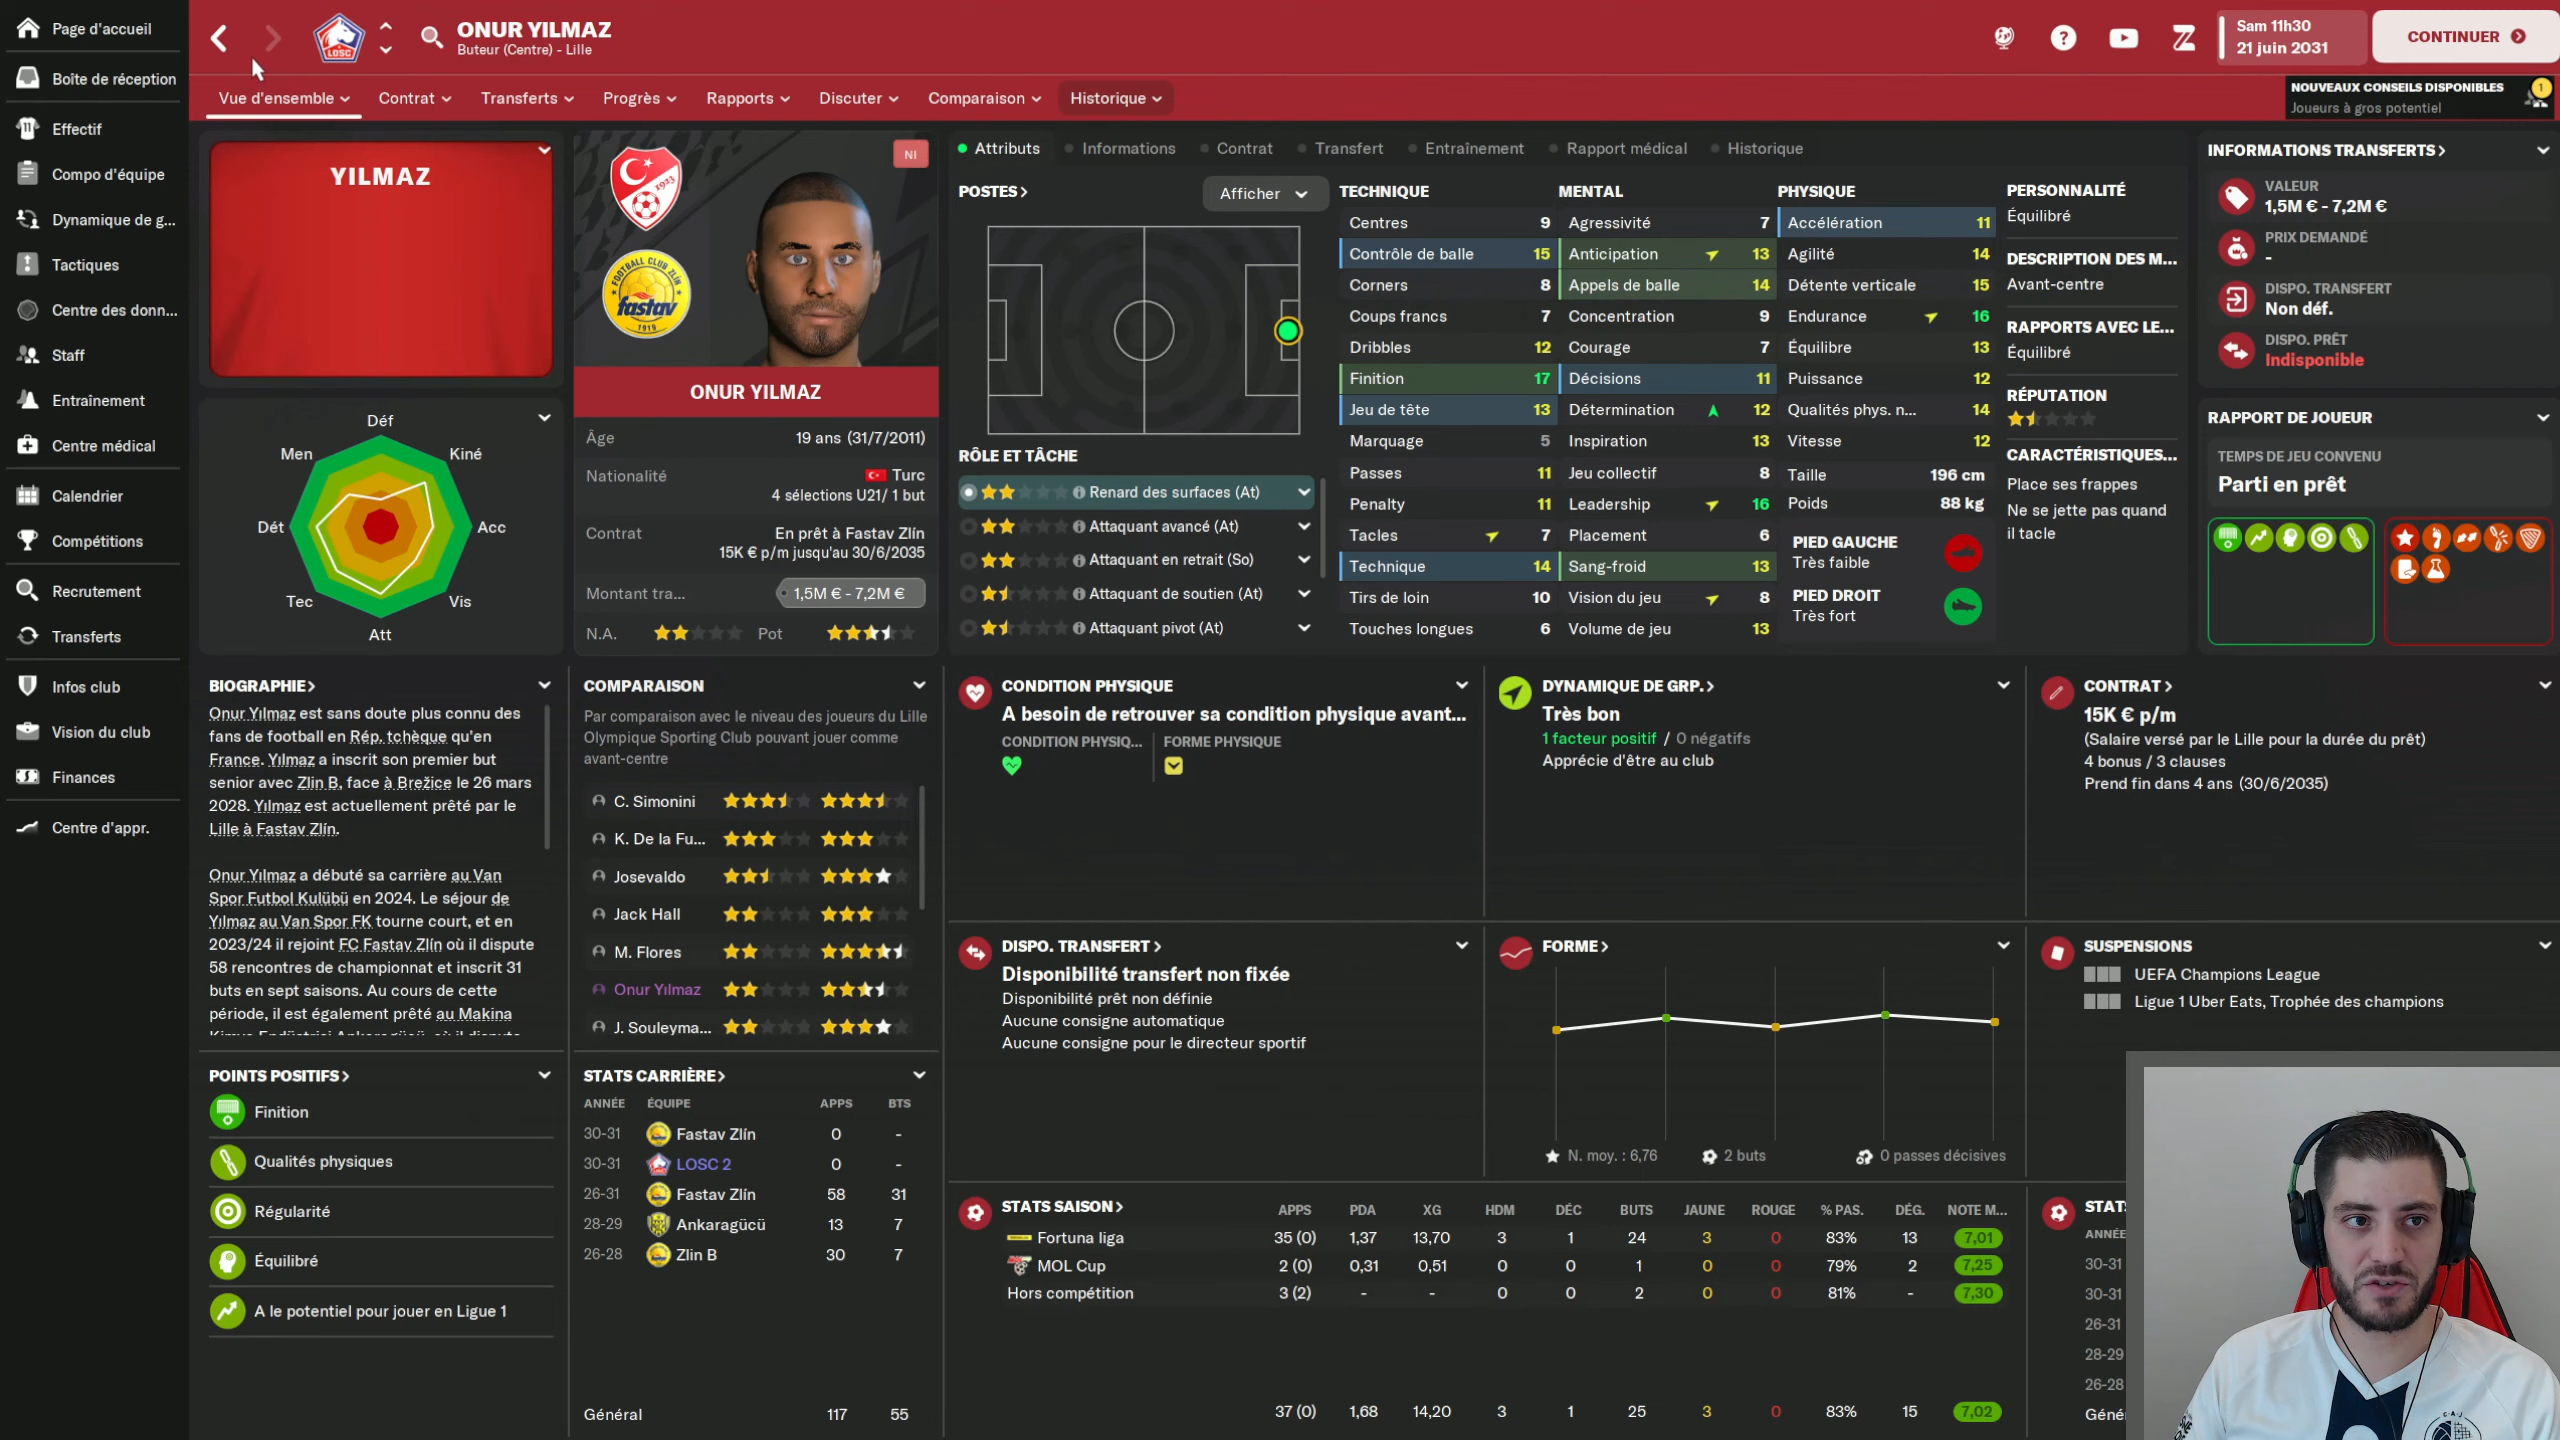 Page d'accueil
Boîte de réception
Effectif
Compo d'équipe
Dynamique de g...
Tactiques
Centre des donn...
Staff
Entraînement
Centre médical
Calendrier
Compétitions
Recrutement
Transferts
Infos club
Vision du club
Finances
Centre d'appr.
LOSC
ONUR YILMAZ
Buteur (Centre) - Lille
Sam 11h30
21 juin 2031
CONTINUER
Vue d'ensemble
Contrat
Transferts
Progrès
Rapports
Discuter
Comparaison
Historique
NOUVEAUX CONSEILS DISPONIBLES
Joueurs à gros potentiel
1
YILMAZ
Déf
Men
Kiné
Dét
Acc
Tec
Vis
Att
NI
1923
FOOTBALL CLUB ZLÍN
fastav
1919
ONUR YILMAZ
Âge 19 ans (31/7/2011)
Nationalité Turc
4 sélections U21/ 1 but
Contrat En prêt à Fastav Zlín
15K € p/m jusqu'au 30/6/2035
Montant tra... 1,5M € - 7,2M €
N.A. Pot
Attributs
Informations
Contrat
Transfert
Entraînement
Rapport médical
Historique
POSTES
Afficher
RÔLE ET TÂCHE
Renard des surfaces (At)
Attaquant avancé (At)
Attaquant en retrait (So)
Attaquant de soutien (At)
Attaquant pivot (At)
TECHNIQUE
Centres 9
Contrôle de balle 15
Corners 8
Coups francs 7
Dribbles 12
Finition 17
Jeu de tête 13
Marquage 5
Passes 11
Penalty 11
Tacles 7
Technique 14
Tirs de loin 10
Touches longues 6
MENTAL
Agressivité 7
Anticipation 13
Appels de balle 14
Concentration 9
Courage 7
Décisions 11
Détermination 12
Inspiration 13
Jeu collectif 8
Leadership 16
Placement 6
Sang-froid 13
Vision du jeu 8
Volume de jeu 13
PHYSIQUE
Accélération 11
Agilité 14
Détente verticale 15
Endurance 16
Équilibre 13
Puissance 12
Qualités phys. n... 14
Vitesse 12
Taille 196 cm
Poids 88 kg
PIED GAUCHE
Très faible
PIED DROIT
Très fort
PERSONNALITÉ
Équilibré
DESCRIPTION DES M...
Avant-centre
RAPPORTS AVEC LE...
Équilibré
RÉPUTATION
CARACTÉRISTIQUES...
Place ses frappes
Ne se jette pas quand
il tacle
INFORMATIONS TRANSFERTS
VALEUR
1,5M € - 7,2M €
PRIX DEMANDÉ
-
DISPO. TRANSFERT
Non déf.
DISPO. PRÊT
Indisponible
RAPPORT DE JOUEUR
TEMPS DE JEU CONVENU
Parti en prêt
BIOGRAPHIE
Onur Yılmaz est sans doute plus connu des
fans de football en Rép. tchèque qu'en
France. Yılmaz a inscrit son premier but
senior avec Zlin B, face à Brežice le 26 mars
2028. Yılmaz est actuellement prêté par le
Lille à Fastav Zlín.
Onur Yılmaz a débuté sa carrière au Van
Spor Futbol Kulübü en 2024. Le séjour de
Yılmaz au Van Spor FK tourne court, et en
2023/24 il rejoint FC Fastav Zlín où il dispute
58 rencontres de championnat et inscrit 31
buts en sept saisons. Au cours de cette
période, il est également prêté au Makina
COMPARAISON
Par comparaison avec le niveau des joueurs du Lille
Olympique Sporting Club pouvant jouer comme
avant-centre
C. Simonini
K. De la Fu...
Josevaldo
Jack Hall
M. Flores
Onur Yılmaz
J. Souleyma...
CONDITION PHYSIQUE
A besoin de retrouver sa condition physique avant...
CONDITION PHYSIQ...
FORME PHYSIQUE
DYNAMIQUE DE GRP.
Très bon
1 facteur positif / 0 négatifs
Apprécie d'être au club
CONTRAT
15K € p/m
(Salaire versé par le Lille pour la durée du prêt)
4 bonus / 3 clauses
Prend fin dans 4 ans (30/6/2035)
DISPO. TRANSFERT
Disponibilité transfert non fixée
Disponibilité prêt non définie
Aucune consigne automatique
Aucune consigne pour le directeur sportif
FORME
N. moy. : 6,76
2 buts
0 passes décisives
SUSPENSIONS
UEFA Champions League
Ligue 1 Uber Eats, Trophée des champions
POINTS POSITIFS
Finition
Qualités physiques
Régularité
Équilibré
A le potentiel pour jouer en Ligue 1
STATS CARRIÈRE
ANNÉE ÉQUIPE APPS BTS
30-31 Fastav Zlín 0 -
30-31 LOSC 2 0 -
26-31 Fastav Zlín 58 31
28-29 Ankaragücü 13 7
26-28 Zlin B 30 7
Général 117 55
STATS SAISON APPS PDA XG HDM DÉC BUTS JAUNE ROUGE % PAS. DÉG. NOTE M...
Fortuna liga 35 (0) 1,37 13,70 3 1 24 3 0 83% 13 7,01
MOL Cup 2 (0) 0,31 0,51 0 0 1 0 0 79% 2 7,25
Hors compétition 3 (2) - - 0 0 2 0 0 81% - 7,30
37 (0) 1,68 14,20 3 1 25 3 0 83% 15 7,02
STAT
ANNÉE
30-31
30-31
26-31
28-29
26-28
Géné
C.A.J